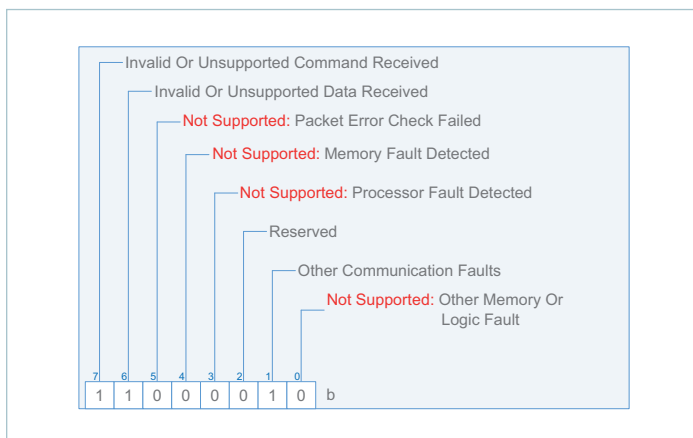 Invalid Or Unsupported Command Received
Invalid Or Unsupported Data Received
Not Supported: Packet Error Check Failed
Not Supported: Memory Fault Detected
Not Supported: Processor Fault Detected
Reserved
Other Communication Faults
Not Supported: Other Memory Or
Logic Fault
7 6 5 4 3 2 1 0
1 1 0 0 0 0 1 0 b